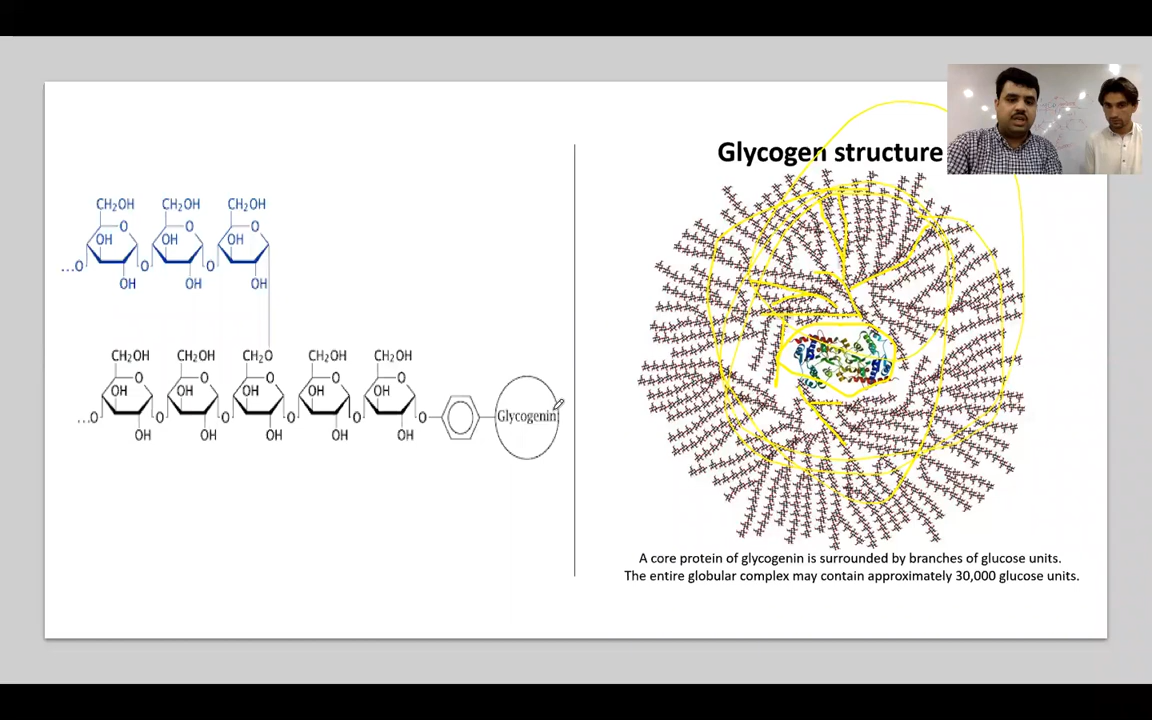 CH₂OH CH₂OH CH₂OH
O O O
OH OH OH
...O O O
OH OH OH
CH₂OH CH₂OH CH₂O CH₂OH CH₂OH
O O O O O
OH OH OH OH OH
...O O O O O O Glycogenin
OH OH OH OH OH
Glycogen structure
A core protein of glycogenin is surrounded by branches of glucose units.
The entire globular complex may contain approximately 30,000 glucose units.